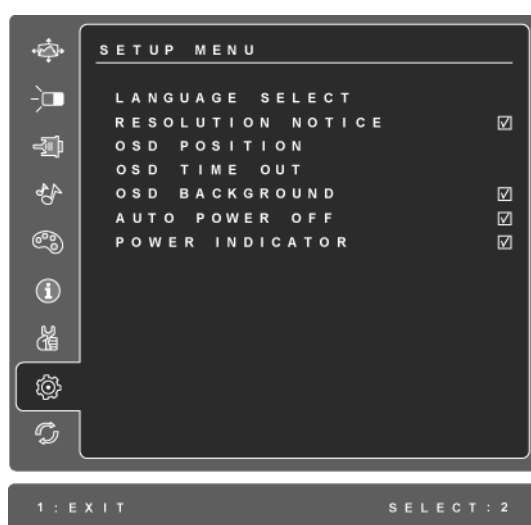 SETUP MENU
LANGUAGE SELECT
RESOLUTION NOTICE
OSD POSITION
OSD TIME OUT
OSD BACKGROUND
AUTO POWER OFF
POWER INDICATOR
1:EXIT SELECT:2